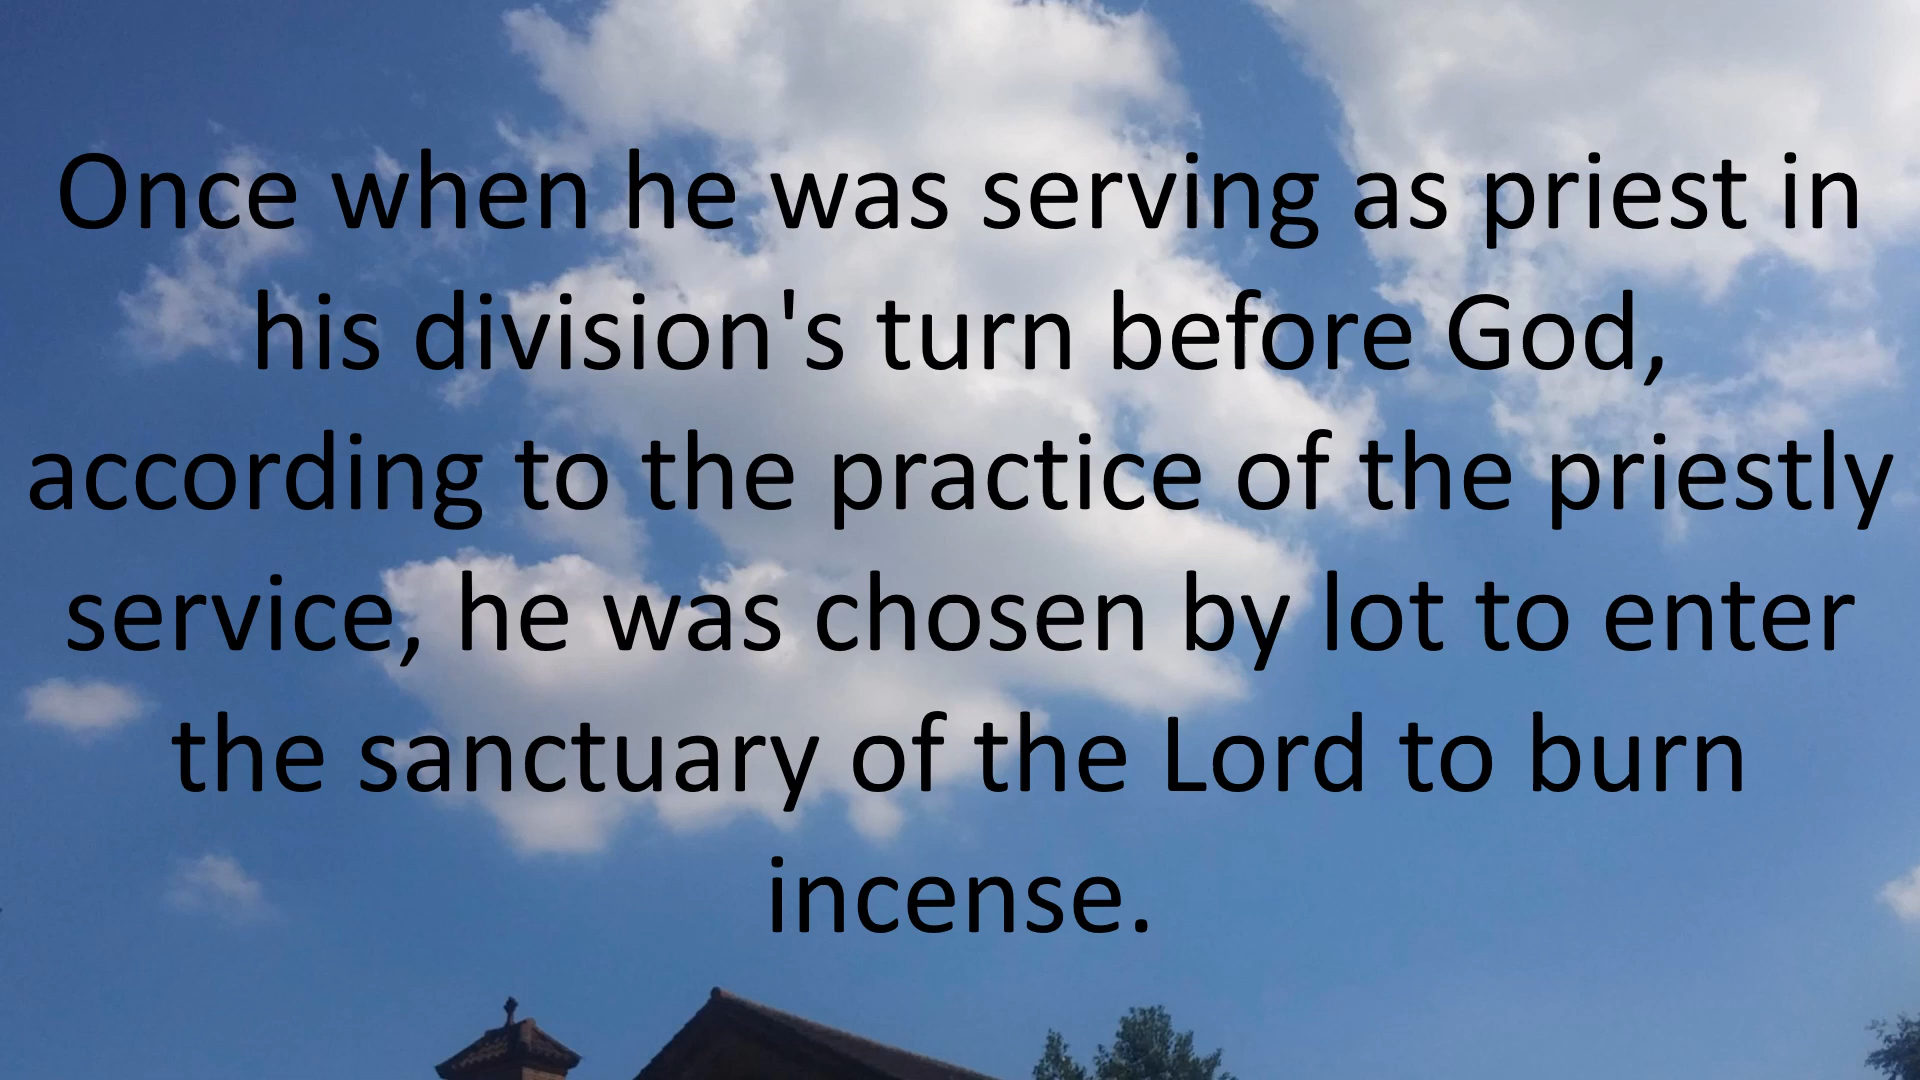 Once when he was serving as priest in
his division's turn before God,
according to the practice of the priestly
service, he was chosen by lot to enter
the sanctuary of the Lord to burn
incense.